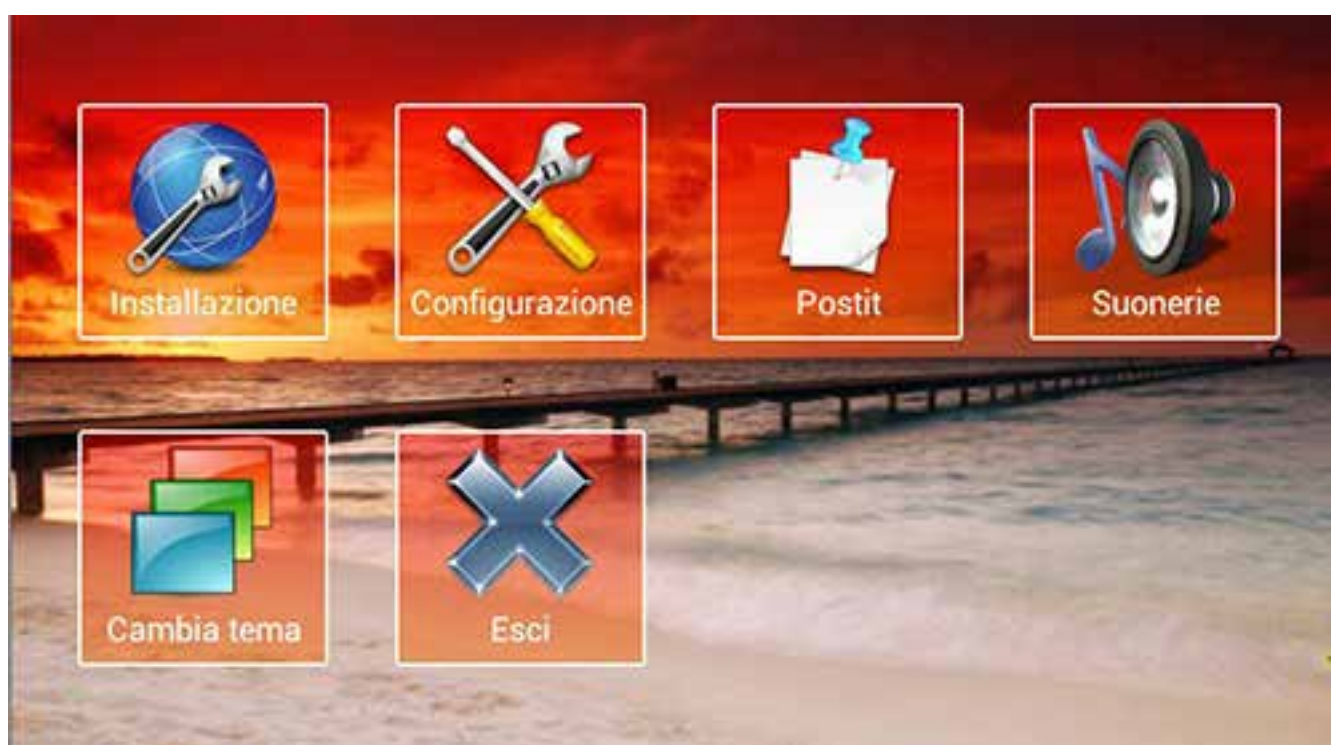 Installazione
Configurazione
Postit
Suonerie
Cambia tema
Esci